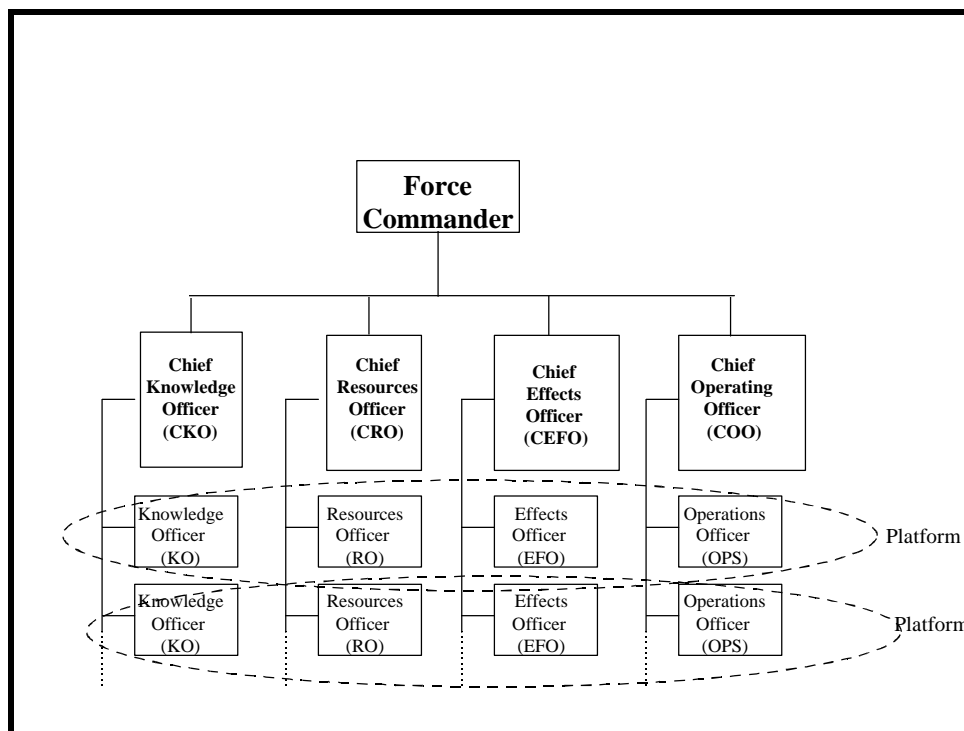 Force
Commander
Chief
Knowledge
Officer
(CKO)
Chief
Resources
Officer
(CRO)
Chief
Effects
Officer
(CEFO)
Chief
Operating
Officer
(COO)
Knowledge
Officer
(KO)
Resources
Officer
(RO)
Effects
Officer
(EFO)
Operations
Officer
(OPS)
Platform
Knowledge
Officer
(KO)
Resources
Officer
(RO)
Effects
Officer
(EFO)
Operations
Officer
(OPS)
Platform